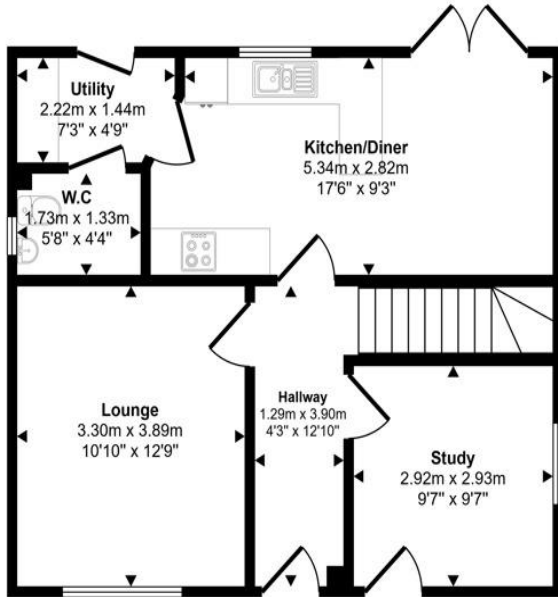 Utility
2.22m x 1.44m
7'3" x 4'9"
Kitchen/Diner
5.34m x 2.82m
17'6" x 9'3"
W.C
1.73m x 1.33m
5'8" x 4'4"
Lounge
3.30m x 3.89m
10'10" x 12'9"
Hallway
1.29m x 3.90m
4'3" x 12'10"
Study
2.92m x 2.93m
9'7" x 9'7"